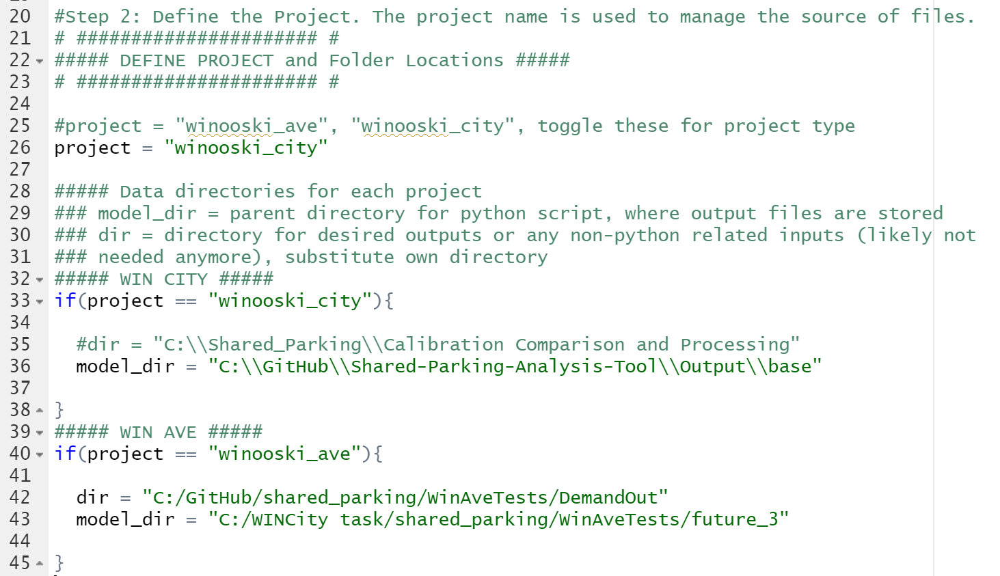 20 #Step 2: Define the Project. The project name is used to manage the source of files.
21 # ###################### #
22 ##### DEFINE PROJECT and Folder Locations #####
23 # ###################### #
24
25 #project = "winooski_ave", "winooski_city", toggle these for project type
26 project = "winooski_city"
27
28 ##### Data directories for each project
29 ### model_dir = parent directory for python script, where output files are stored
30 ### dir = directory for desired outputs or any non-python related inputs (likely not
31 ### needed anymore), substitute own directory
32 ##### WIN CITY #####
33 if(project == "winooski_city"){
34
35   #dir = "C:\\Shared_Parking\\Calibration Comparison and Processing"
36   model_dir = "C:\\GitHub\\Shared-Parking-Analysis-Tool\\Output\\base"
37
38 }
39 ##### WIN AVE #####
40 if(project == "winooski_ave"){
41
42   dir = "C:/GitHub/shared_parking/WinAveTests/DemandOut"
43   model_dir = "C:/WINCity task/shared_parking/WinAveTests/future_3"
44
45 }